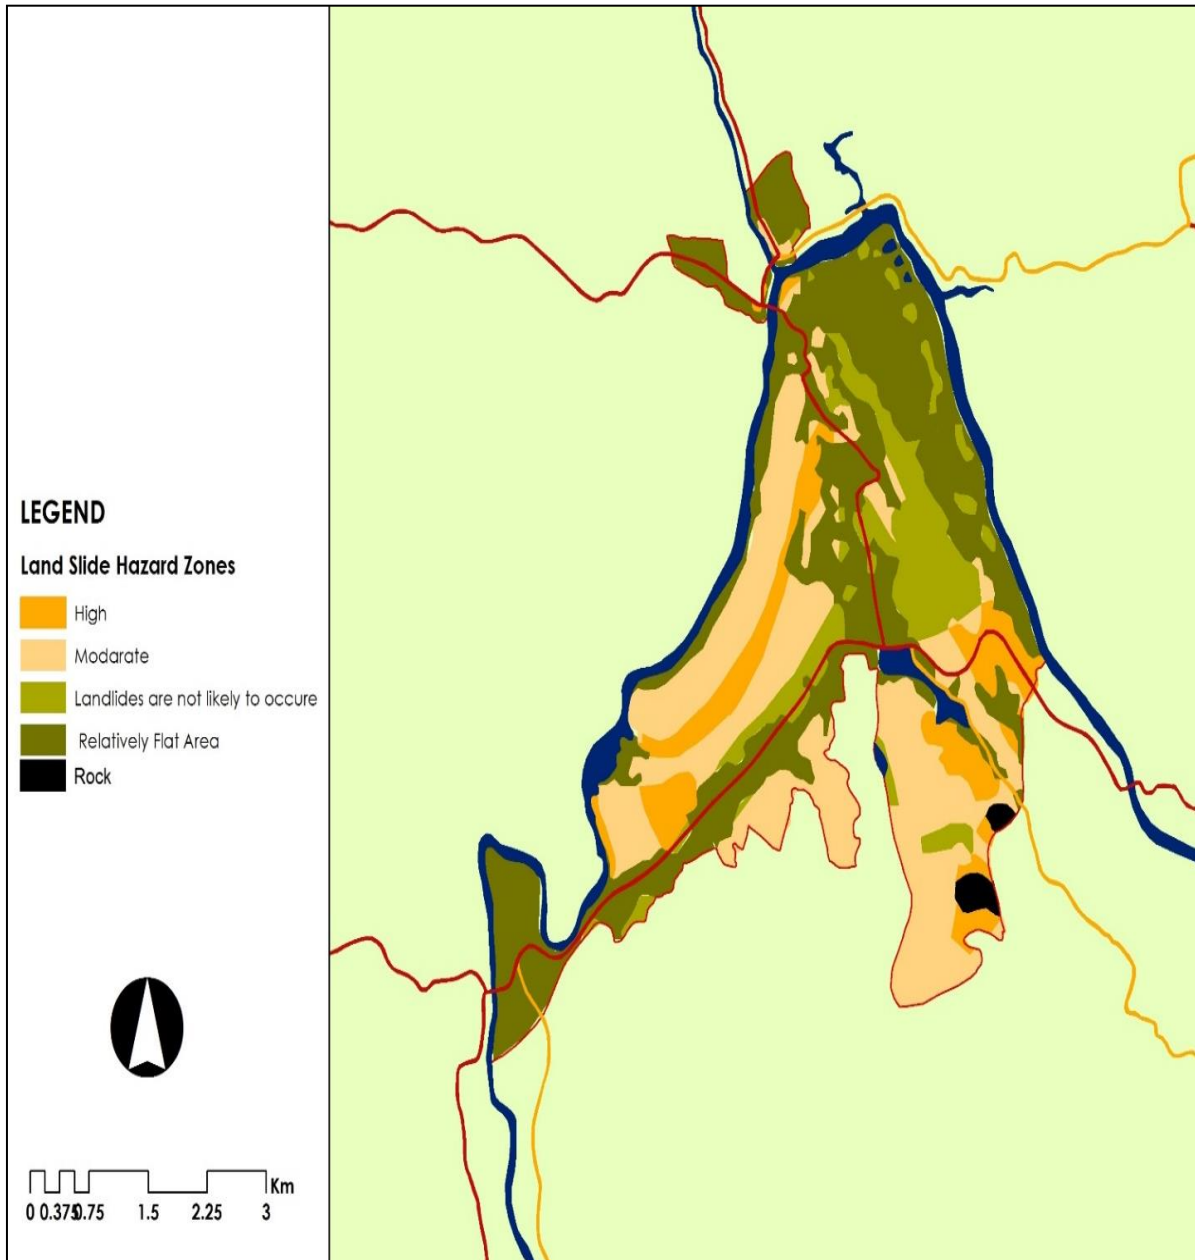 LEGEND
Land Slide Hazard Zones
High
Modarate
Landlides are not likely to occure
Relatively Flat Area
Rock
Km
0 0.375 0.75 1.5 2.25 3